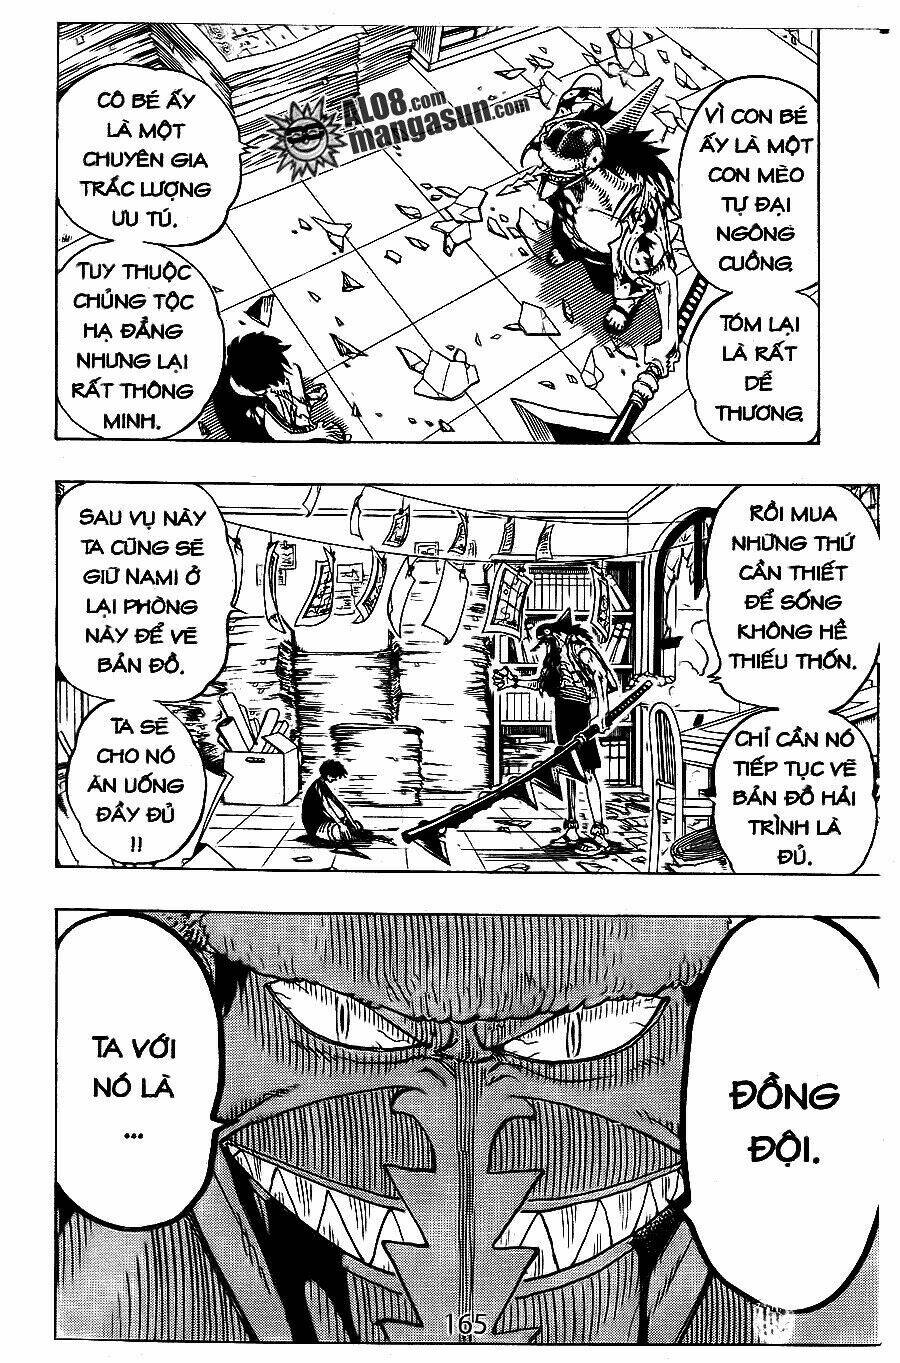 AL08.com
mangasun.com
CÔ BÉ ẤY
LÀ MỘT
CHUYÊN GIA
TRẮC LƯỢNG
ƯU TÚ.
TUY THUỘC
CHỦNG TỘC
HẠ ĐẲNG
NHƯNG LẠI
RẤT THÔNG
MINH.
VÌ CON BÉ
ẤY LÀ MỘT
CON MÈO
TỰ ĐẠI
NGÔNG
CUỒNG.
TÓM LẠI
LÀ RẤT
DỄ
THƯƠNG.
SAU VỤ NÀY
TA CŨNG SẼ
GIỮ NAMI Ở
LẠI PHÒNG
NÀY ĐỂ VẼ
BẢN ĐỒ.
TA SẼ
CHO NÓ
ĂN UỐNG
ĐẦY ĐỦ
!!
RỒI MUA
NHỮNG THỨ
CẦN THIẾT
ĐỂ SỐNG
KHÔNG HỀ
THIẾU THỐN.
CHỈ CẦN NÓ
TIẾP TỤC VẼ
BẢN ĐỒ HẢI
TRÌNH LÀ
ĐỦ.
TA VỚI
NÓ LÀ
...
ĐỒNG
ĐỘI.
165